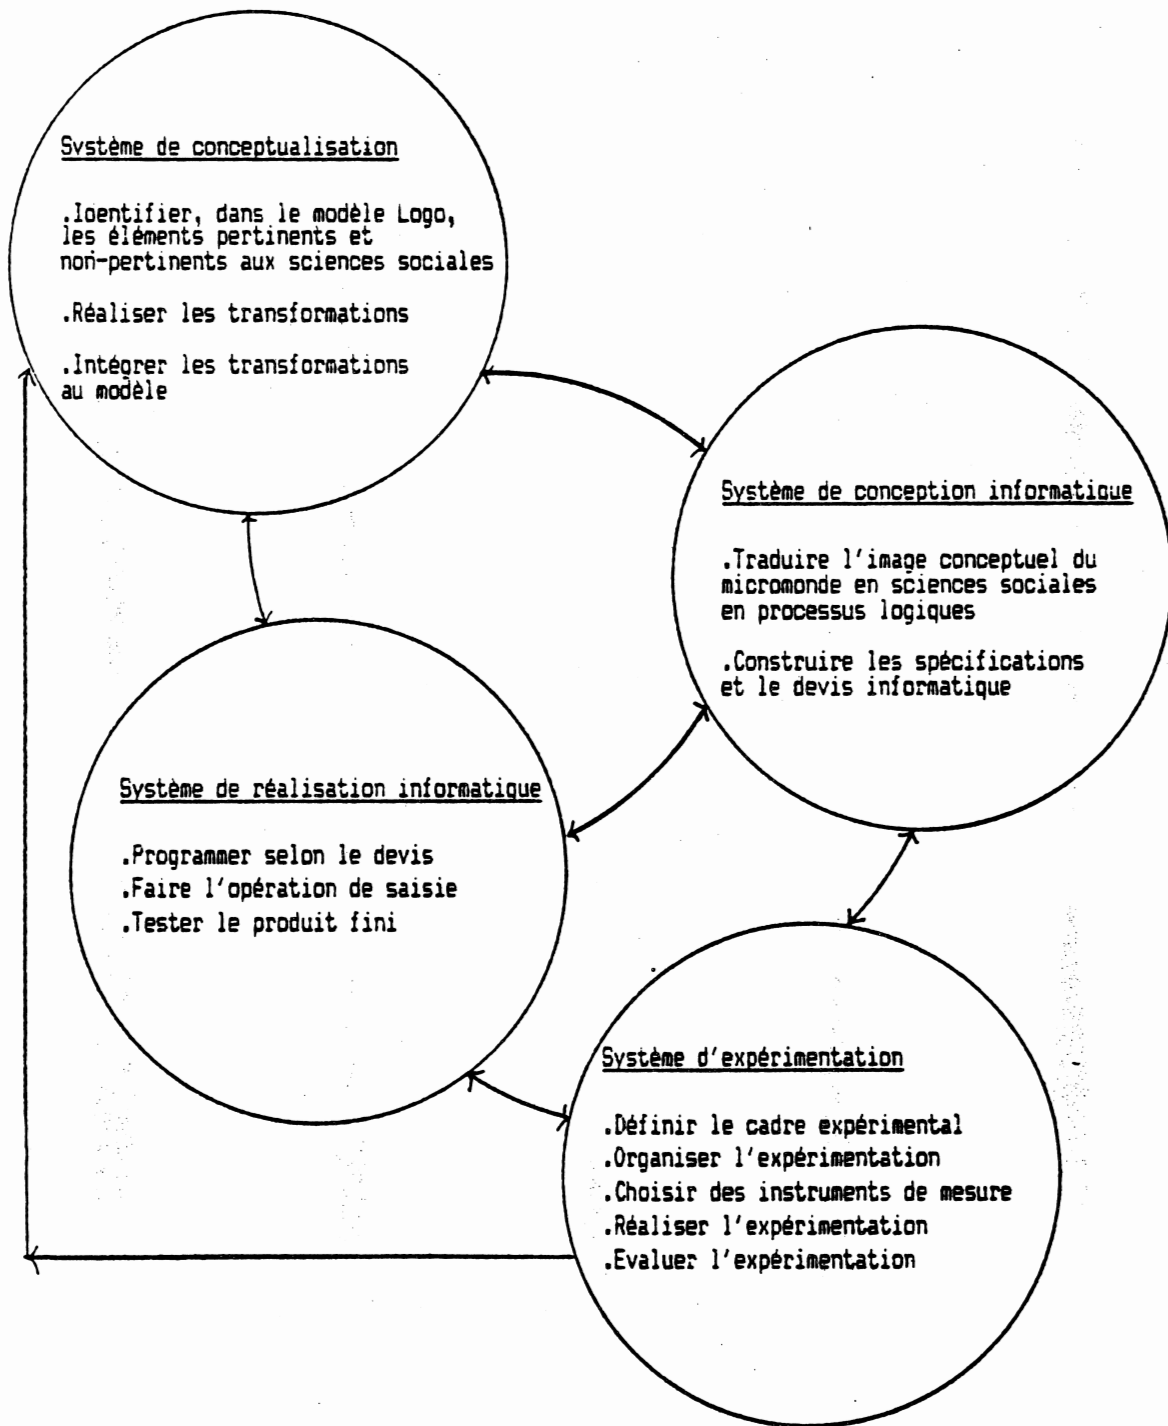 Système de conceptualisation
.Identifier, dans le modèle Logo,
les éléments pertinents et
non-pertinents aux sciences sociales
.Réaliser les transformations
.Intégrer les transformations
au modèle
Système de conception informatique
.Traduire l'image conceptuel du
micromonde en sciences sociales
en processus logiques
.Construire les spécifications
et le devis informatique
Système de réalisation informatique
.Programmer selon le devis
.Faire l'opération de saisie
.Tester le produit fini
Système d'expérimentation
.Définir le cadre expérimental
.Organiser l'expérimentation
.Choisir des instruments de mesure
.Réaliser l'expérimentation
.Evaluer l'expérimentation